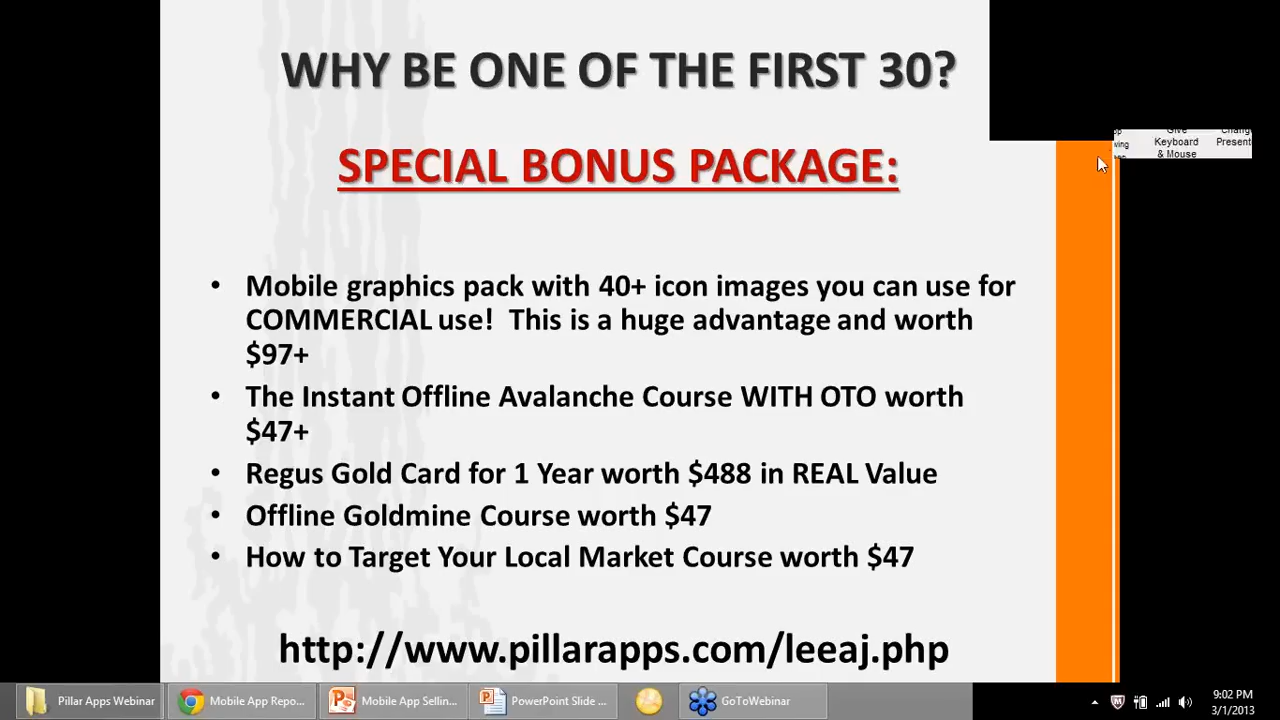 WHY BE ONE OF THE FIRST 30?
SPECIAL BONUS PACKAGE:
Give
Keyboard
& Mouse
• Mobile graphics pack with 40+ icon images you can use for
COMMERCIAL use!  This is a huge advantage and worth
$97+
• The Instant Offline Avalanche Course WITH OTO worth
$47+
• Regus Gold Card for 1 Year worth $488 in REAL Value
• Offline Goldmine Course worth $47
• How to Target Your Local Market Course worth $47
http://www.pillarapps.com/leeaj.php
Pillar Apps Webinar
Mobile App Repo...
Mobile App Sellin...
PowerPoint Slide ...
GoToWebinar
9:02 PM
3/1/2013